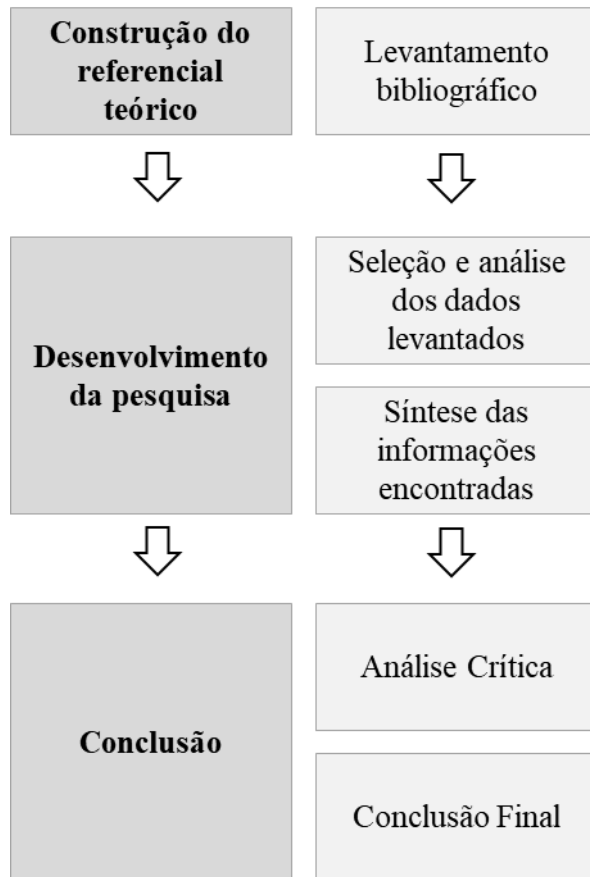 Construção do
referencial
teórico
Levantamento
bibliográfico
Desenvolvimento
da pesquisa
Seleção e análise
dos dados
levantados
Síntese das
informações
encontradas
Conclusão
Análise Crítica
Conclusão Final